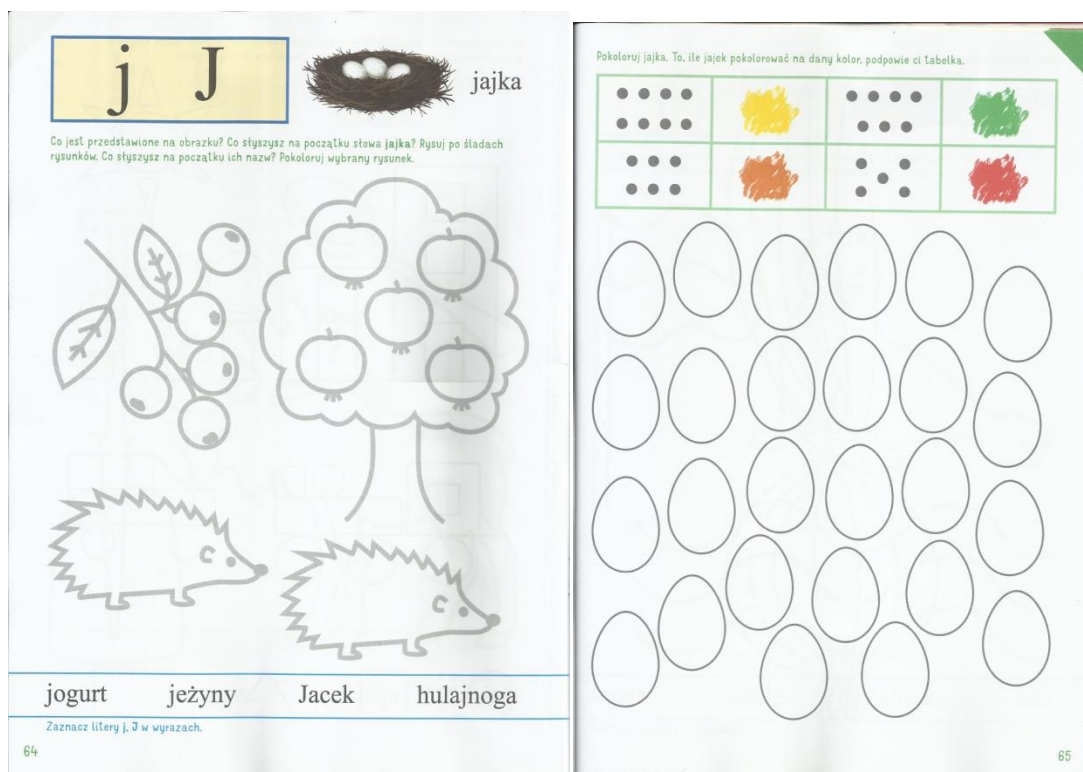 j J
jajka
Co jest przedstawione na obrazku? Co słyszysz na początku słowa jajka? Rysuj po śladach
rysunków. Co słyszysz na początku ich nazw? Pokoloruj wybrany rysunek.
jogurt jeżyny Jacek hulajnoga
Zaznacz litery j, J w wyrazach.
64
Pokoloruj jajka. To, ile jajek pokolorować na dany kolor, podpowie ci tabelka.
65